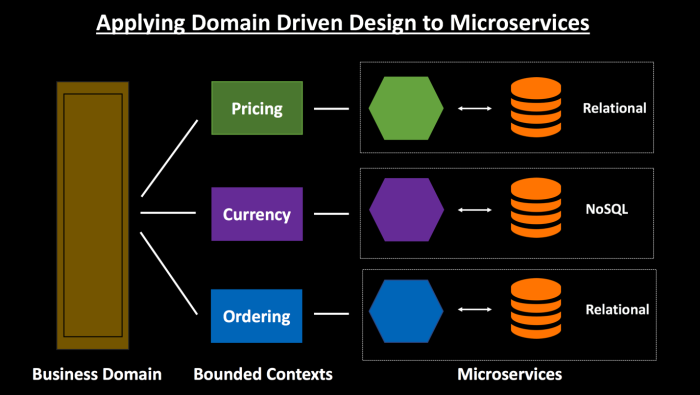 Applying Domain Driven Design to Microservices
Pricing
Relational
Currency
NoSQL
Ordering
Relational
Business Domain
Bounded Contexts
Microservices